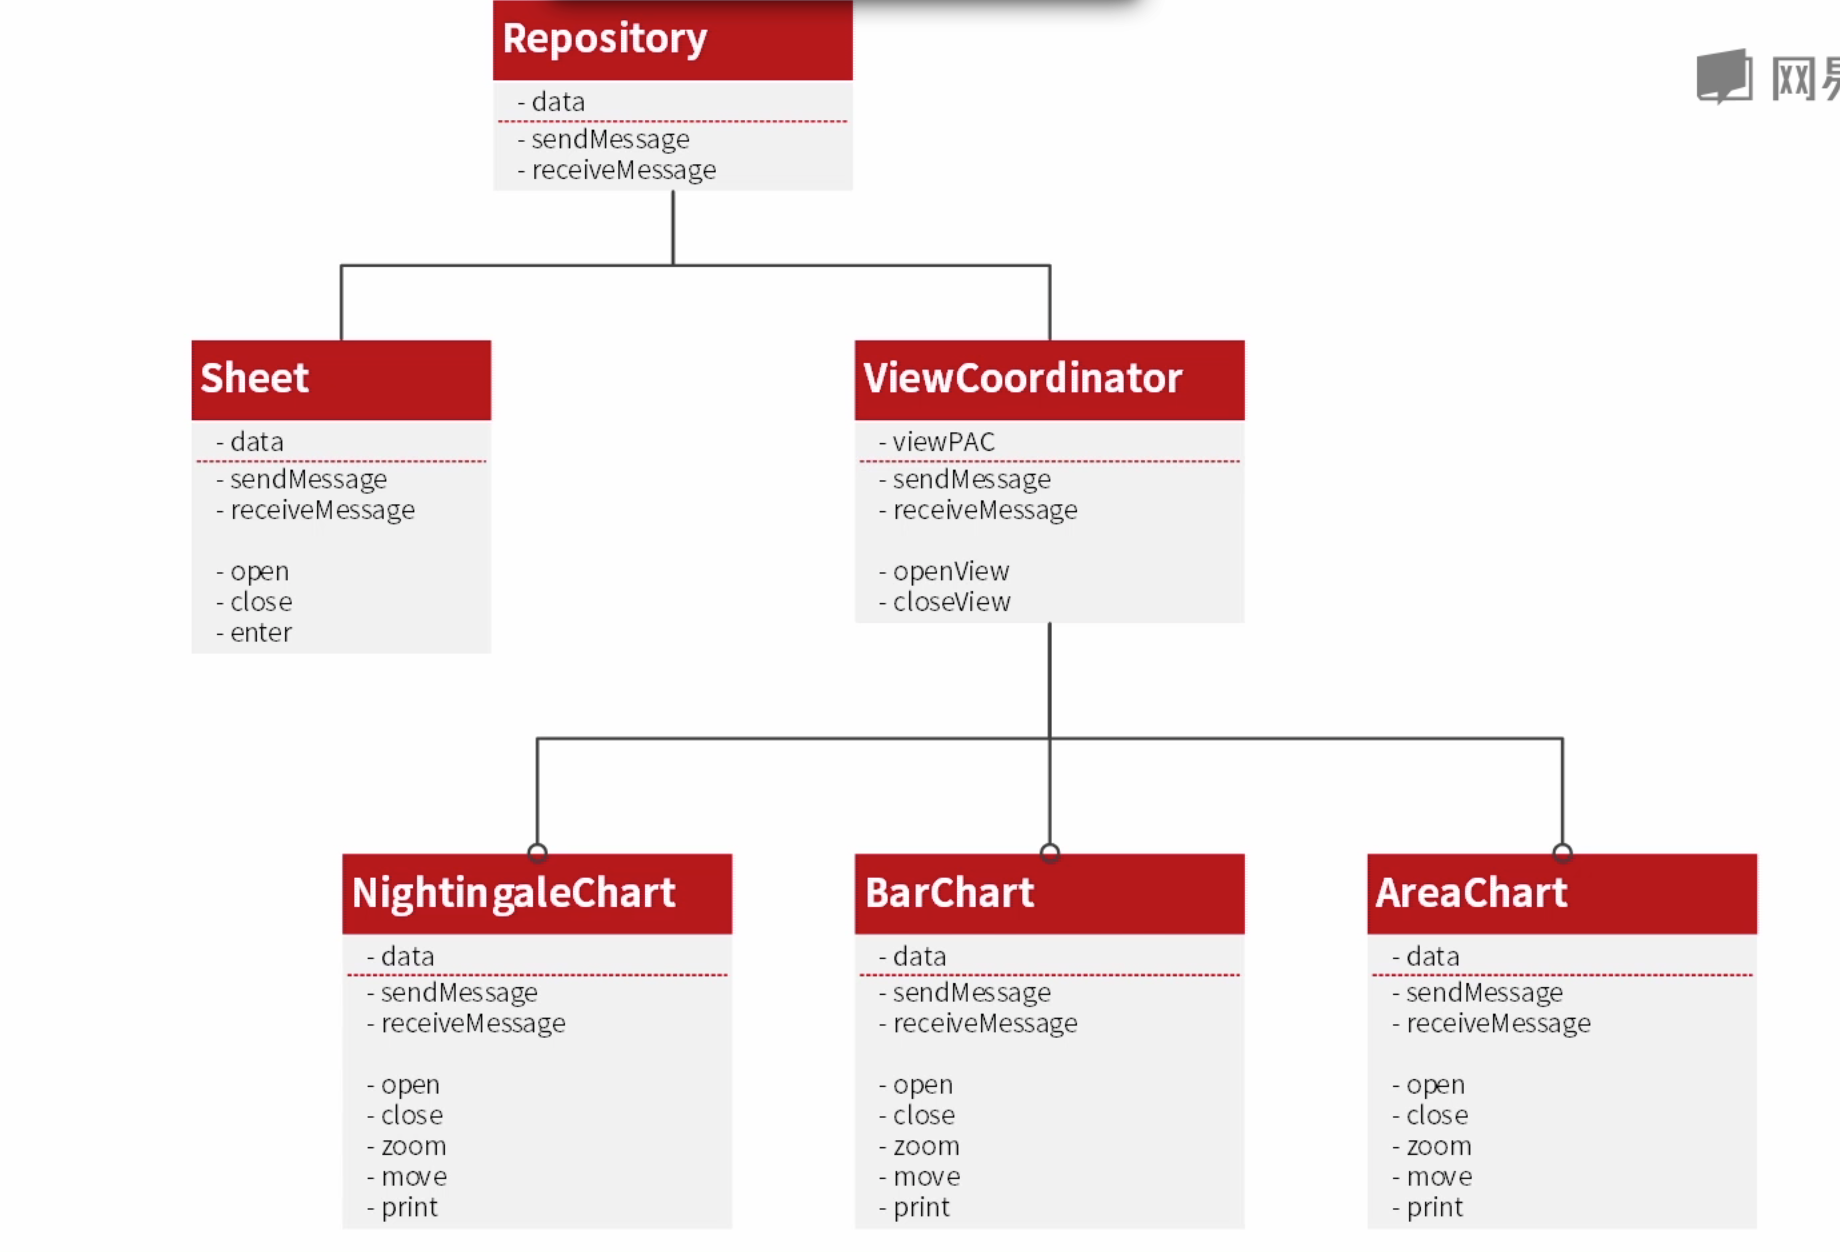 Repository
- data
- sendMessage
- receiveMessage
网易
Sheet
- data
- sendMessage
- receiveMessage
- open
- close
- enter
ViewCoordinator
- viewPAC
- sendMessage
- receiveMessage
- openView
- closeView
NightingaleChart
- data
- sendMessage
- receiveMessage
- open
- close
- zoom
- move
- print
BarChart
- data
- sendMessage
- receiveMessage
- open
- close
- zoom
- move
- print
AreaChart
- data
- sendMessage
- receiveMessage
- open
- close
- zoom
- move
- print